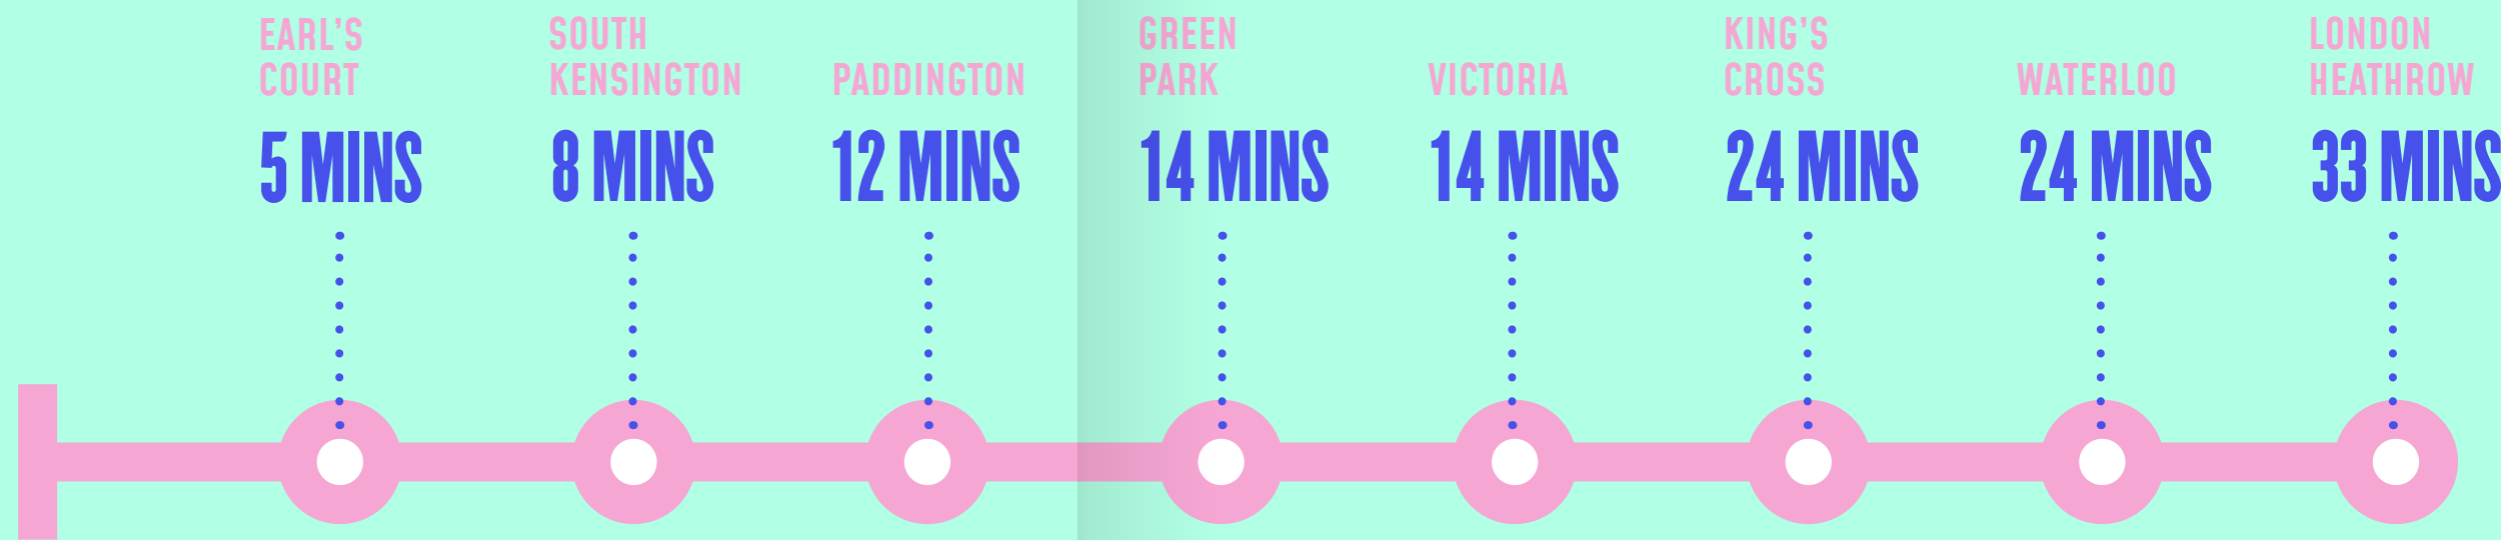 EARL'S
COURT
5 MINS
SOUTH
KENSINGTON
8 MINS
PADDINGTON
12 MINS
GREEN
PARK
14 MINS
VICTORIA
14 MINS
KING'S
CROSS
24 MINS
WATERLOO
24 MINS
LONDON
HEATHROW
33 MINS